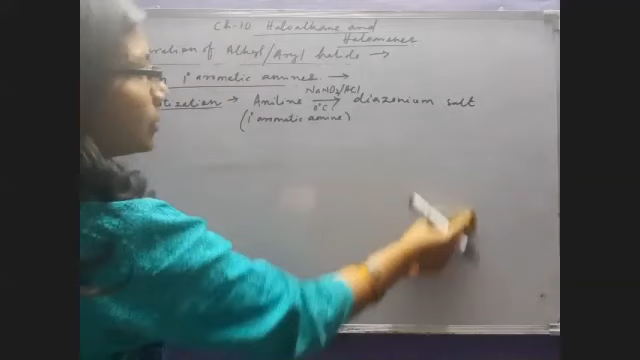 Ch-10 Haloalkane and
Haloarenes
ration of Alkyl/Aryl halide →
1° aromatic amines →
tization → Aniline NaNO2/HCl 0°C → diazonium salt
(1° aromatic amine)